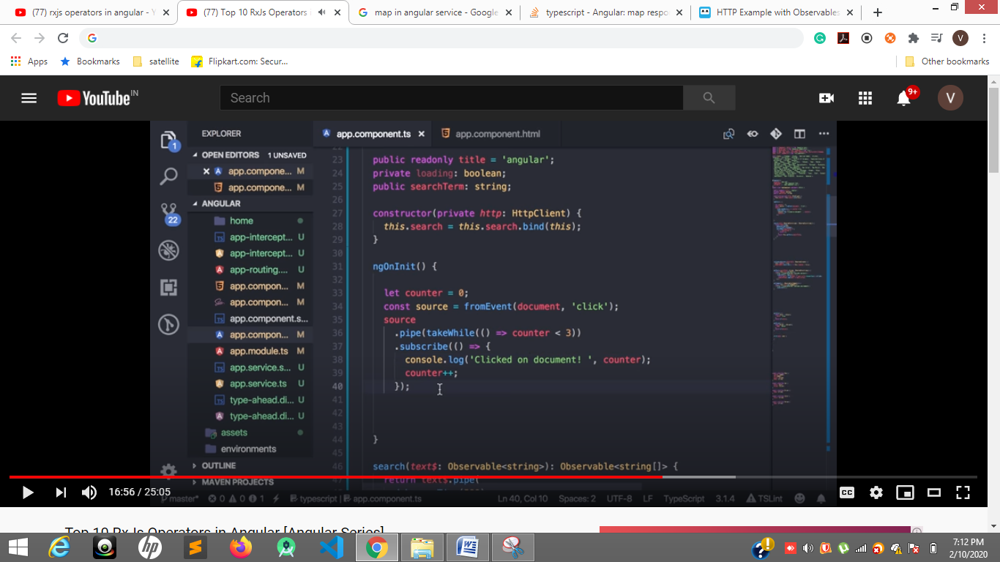 (77) rxjs operators in angular - Y
(77) Top 10 RxJs Operators i
map in angular service - Google
typescript - Angular: map respo
HTTP Example with Observables
V
Apps
Bookmarks
satellite
Flipkart.com: Secur...
Other bookmarks
YouTube IN
Search
9+
V
EXPLORER
app.component.ts
app.component.html
OPEN EDITORS 1 UNSAVED
app.compone... M
app.compone... M
ANGULAR
home
app-intercept... U
app-intercept... U
app-routing.... U
app.compon... M
app.compon... M
app.component.s...
app.compon... M
app.module.ts M
app.service.s... U
app.service.ts U
type-ahead.di... U
type-ahead.di... U
assets
environments
OUTLINE
MAVEN PROJECTS
1
22
23 public readonly title = 'angular';
24 private loading: boolean;
25 public searchTerm: string;
26
27 constructor(private http: HttpClient) {
28 this.search = this.search.bind(this);
29 }
30
31 ngOnInit() {
32
33 let counter = 0;
34 const source = fromEvent(document, 'click');
35 source
36 .pipe(takeWhile(() => counter < 3))
37 .subscribe(() => {
38 console.log('Clicked on document! ', counter);
39 counter++;
40 });
41
42
43
44 }
45
46 search(text$: Observable<string>): Observable<string[]> {
47 return text$.pipe(
16:56 / 25:05
CC
master* 0 0 1 typescript | app.component.ts Ln 40, Col 10 Spaces: 2 UTF-8 LF TypeScript 3.1.4 TSLint
Top 10 RxJs Operators in Angular [Angular Series]
7:12 PM
2/10/2020